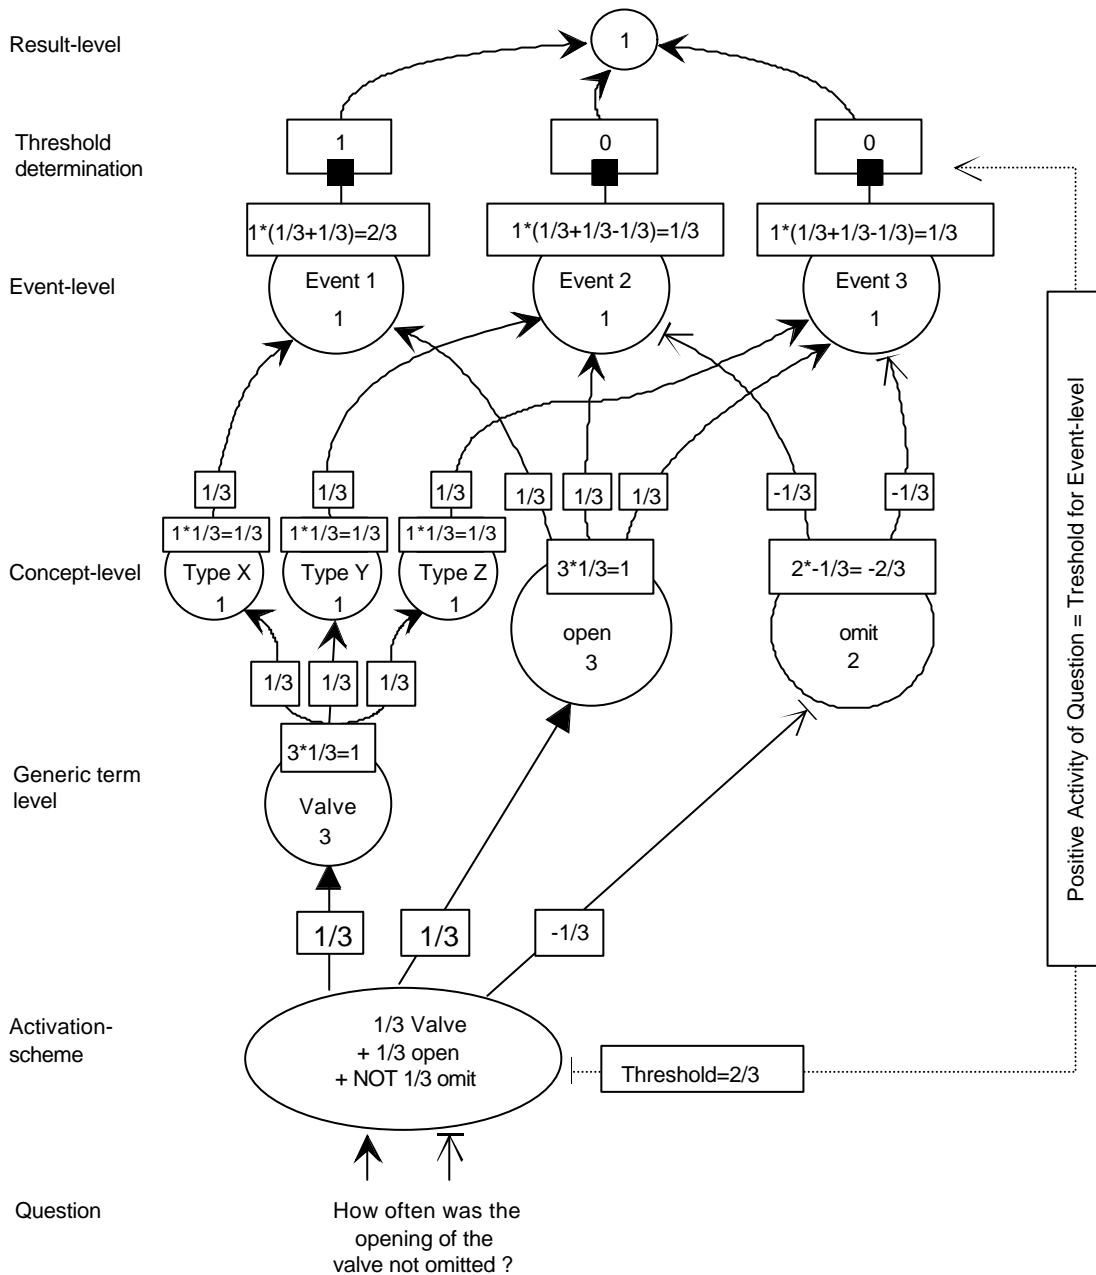 Result-level
1
Threshold
determination
1
0
0
1*(1/3+1/3)=2/3
1*(1/3+1/3-1/3)=1/3
1*(1/3+1/3-1/3)=1/3
Event-level
Event 1
1
Event 2
1
Event 3
1
1/3
1/3
1/3
1/3
1/3
1/3
-1/3
-1/3
1*1/3=1/3
1*1/3=1/3
1*1/3=1/3
3*1/3=1
2*-1/3= -2/3
Concept-level
Type X
1
Type Y
1
Type Z
1
open
3
omit
2
1/3
1/3
1/3
3*1/3=1
Generic term
level
Valve
3
1/3
1/3
-1/3
Activation-
scheme
1/3 Valve
+ 1/3 open
+ NOT 1/3 omit
Threshold=2/3
Positive Activity of Question = Treshold for Event-level
Question
How often was the
opening of the
valve not omitted ?